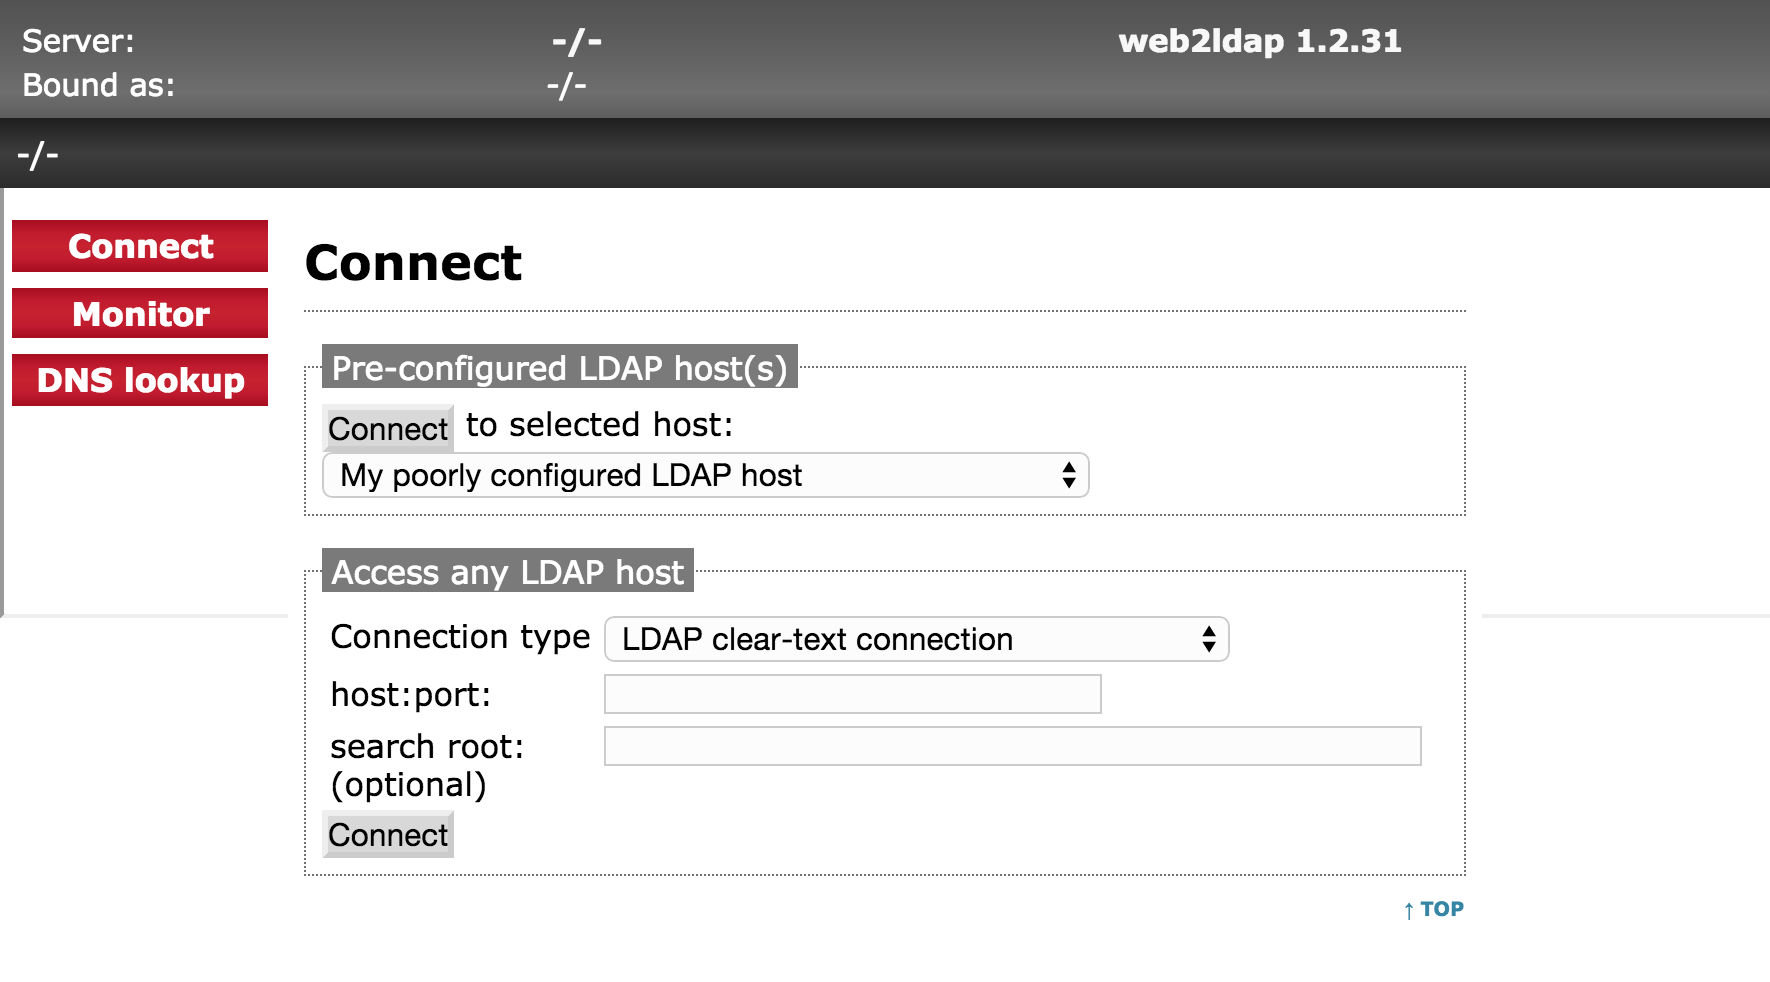 Server: -/- web2ldap 1.2.31
Bound as: -/-
-/-
Connect
Monitor
DNS lookup
Connect
Pre-configured LDAP host(s)
Connect to selected host:
My poorly configured LDAP host
Access any LDAP host
Connection type LDAP clear-text connection
host:port:
search root:
(optional)
Connect
↑ TOP